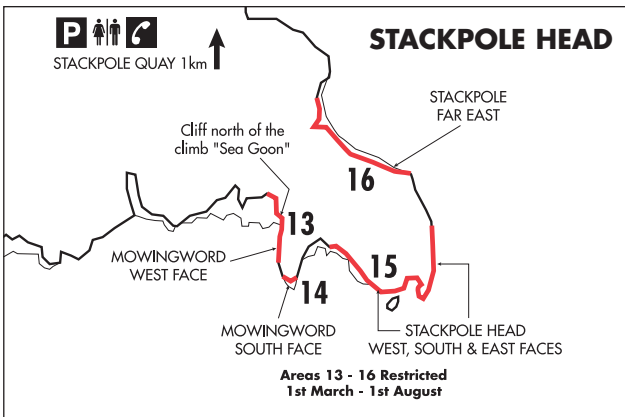 P
STACKPOLE QUAY 1km
STACKPOLE HEAD
STACKPOLE
FAR EAST
Cliff north of the
climb "Sea Goon"
16
13
MOWINGWORD
WEST FACE
15
14
MOWINGWORD
SOUTH FACE
STACKPOLE HEAD
WEST, SOUTH & EAST FACES
Areas 13 - 16 Restricted
1st March - 1st August